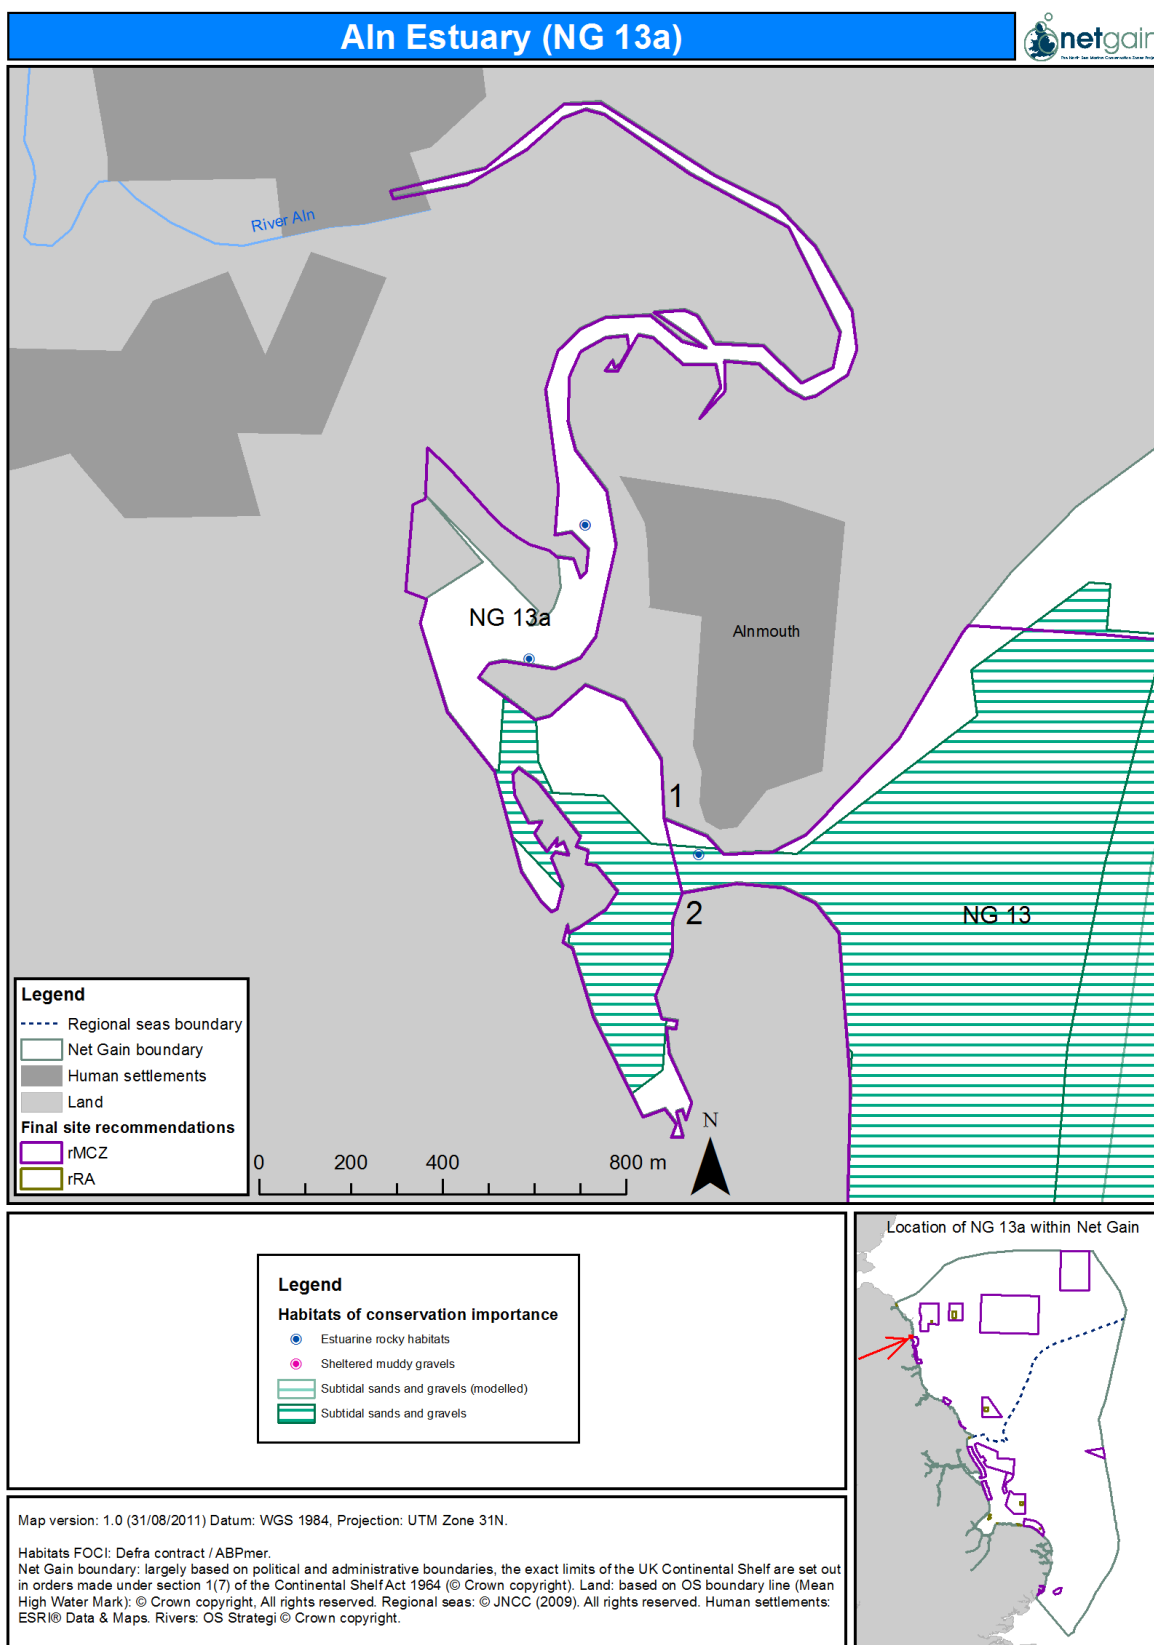 Aln Estuary (NG 13a)
netgain
River Aln
NG 13a
Alnmouth
1
2
NG 13
Legend
Regional seas boundary
Net Gain boundary
Human settlements
Land
Final site recommendations
rMCZ
rRA
0 200 400 800 m
N
Location of NG 13a within Net Gain
Legend
Habitats of conservation importance
Estuarine rocky habitats
Sheltered muddy gravels
Subtidal sands and gravels (modelled)
Subtidal sands and gravels
Map version: 1.0 (31/08/2011) Datum: WGS 1984, Projection: UTM Zone 31N.
Habitats FOCI: Defra contract / ABPmer.
Net Gain boundary: largely based on political and administrative boundaries, the exact limits of the UK Continental Shelf are set out
in orders made under section 1(7) of the Continental Shelf Act 1964 (© Crown copyright). Land: based on OS boundary line (Mean
High Water Mark): © Crown copyright, All rights reserved. Regional seas: © JNCC (2009). All rights reserved. Human settlements:
ESRI® Data & Maps. Rivers: OS Strategi © Crown copyright.